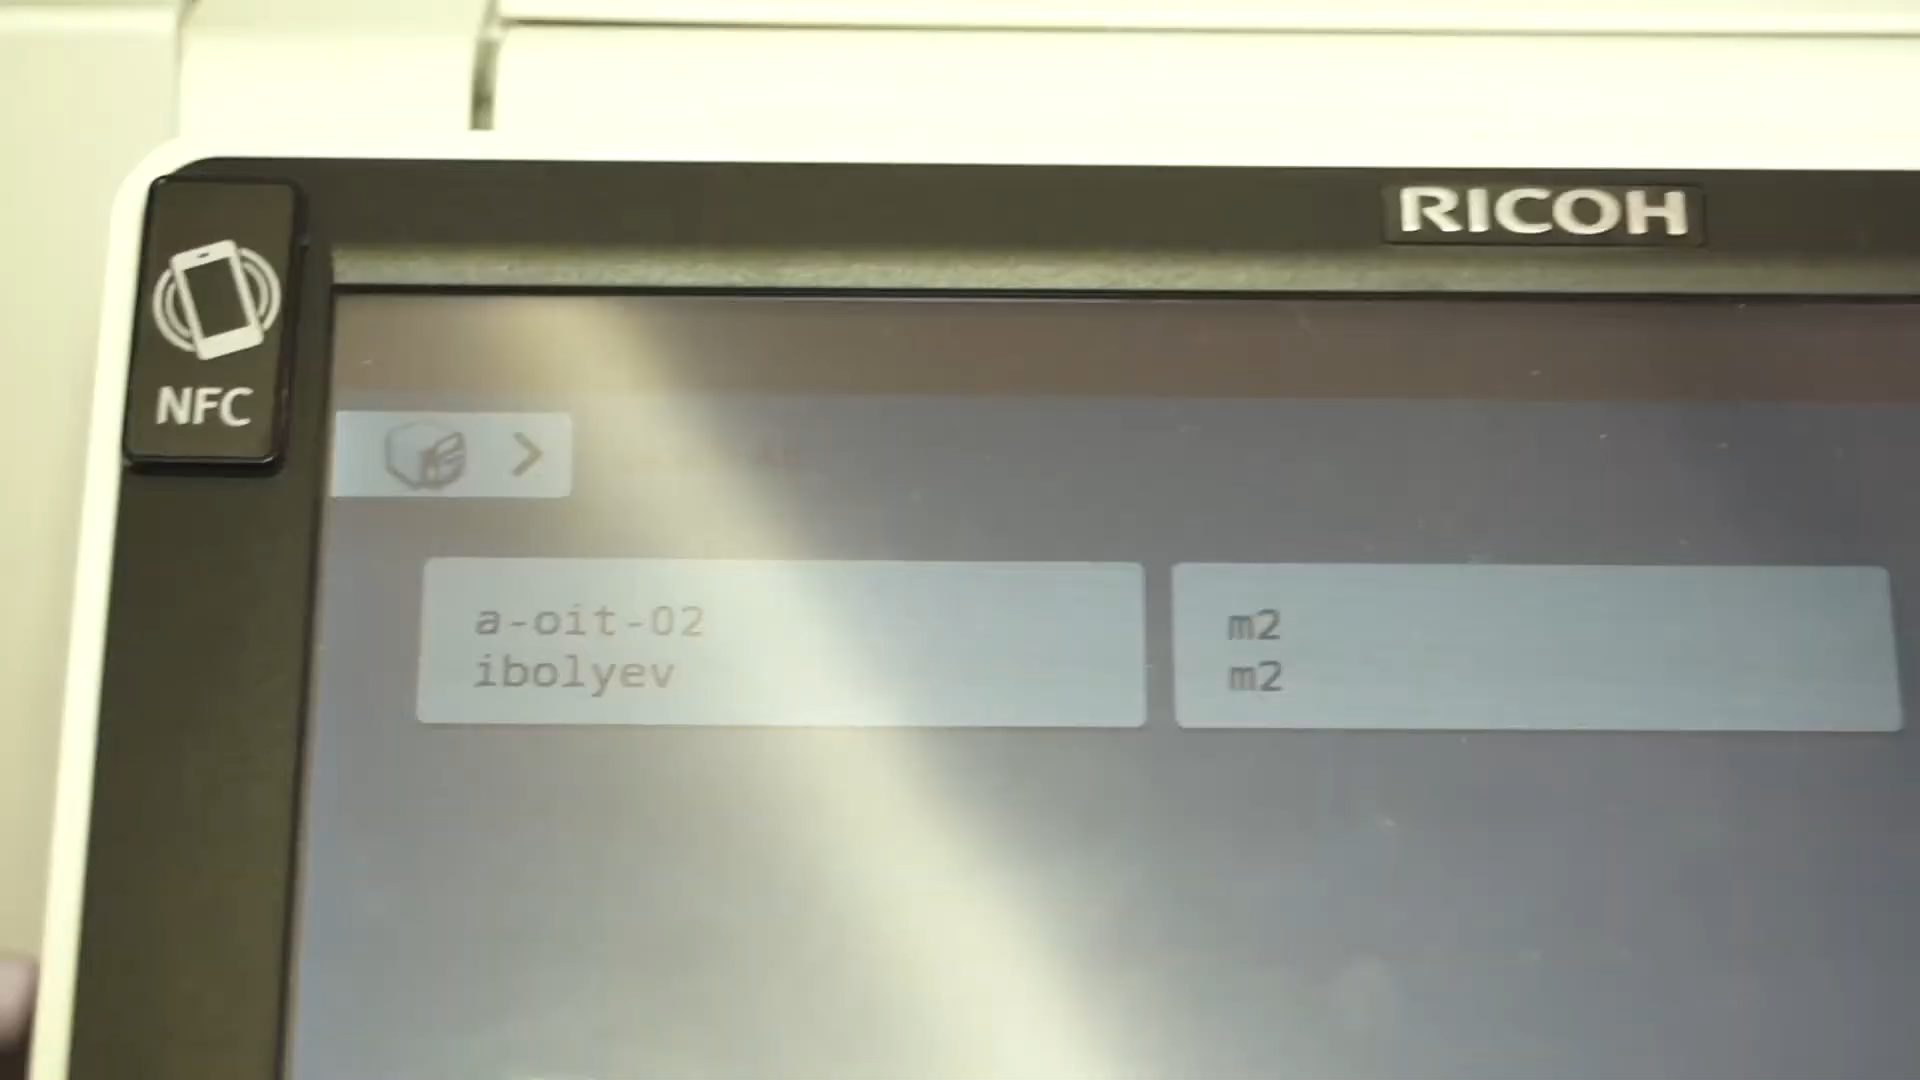 RICOH
NFC
a-oit-02
ibolyev
m2
m2